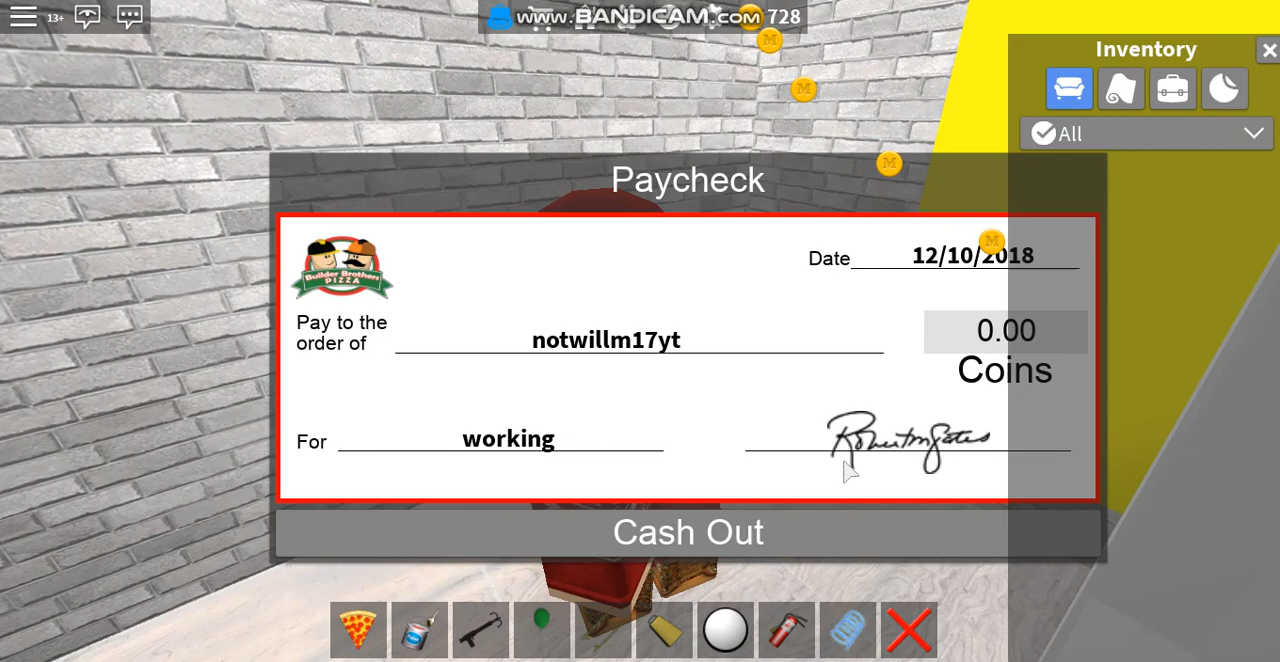 13+
www.BANDICAM.com
728
Inventory
All
Paycheck
Builder Brothers
PIZZA
Date 12/10/2018
Pay to the
order of notwillm17yt
0.00
Coins
For working
Cash Out